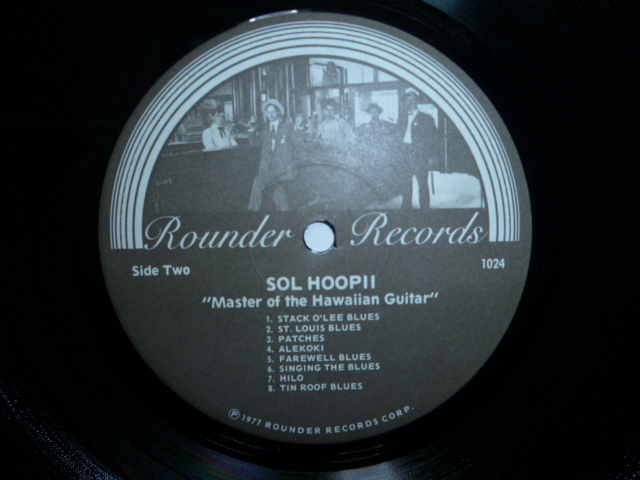 Rounder Records
Side Two
1024
SOL HOOPII
"Master of the Hawaiian Guitar"
1. STACK O'LEE BLUES
2. ST. LOUIS BLUES
3. PATCHES
4. ALEKOKI
5. FAREWELL BLUES
6. SINGING THE BLUES
7. HILO
8. TIN ROOF BLUES
℗ 1977 ROUNDER RECORDS CORP.